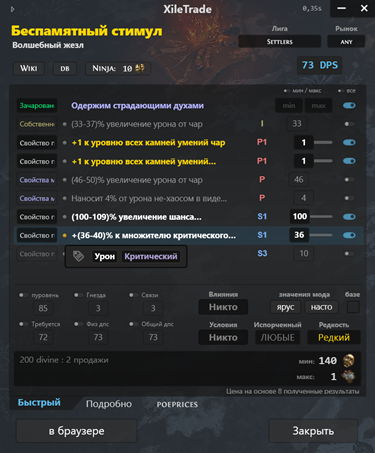 XileTrade
0,35s
Беспамятный стимул
Волшебный жезл
Лига
Рынок
Settlers
any
Wiki
db
Ninja: 10
73 DPS
мин / макс
все
Зачарован
Одержим страдающими духами
min
max
Собственн
(33-37)% увеличение урона от чар
I
33
Свойство п
+1 к уровню всех камней умений чар
P1
1
Свойство п
+1 к уровню всех камней умений...
P1
1
Свойства м
(46-50)% увеличение урона от чар
P
46
Свойства м
Наносит 4% от урона не-хаосом в виде...
P
4
Свойство п
(100-109)% увеличение шанса...
S1
100
Свойство п
+(36-40)% к множителю критического...
S1
36
Свойство п
Урон
Критический
S3
10
пуровень
Гнезда
Связи
85
3
3
Требуется
Физ дпс
Общий дпс
72
73
73
Влияния
значения мода
базе
Никто
ярус
насто
Условия
Испорченный
Редкость
Никто
ЛЮБЫЕ
Редкий
200 divine : 2 продажи
мин: 140
макс: 1
Цена на основе 8 полученные результаты
Быстрый
Подробно
POEPRICES
в браузере
Закрыть